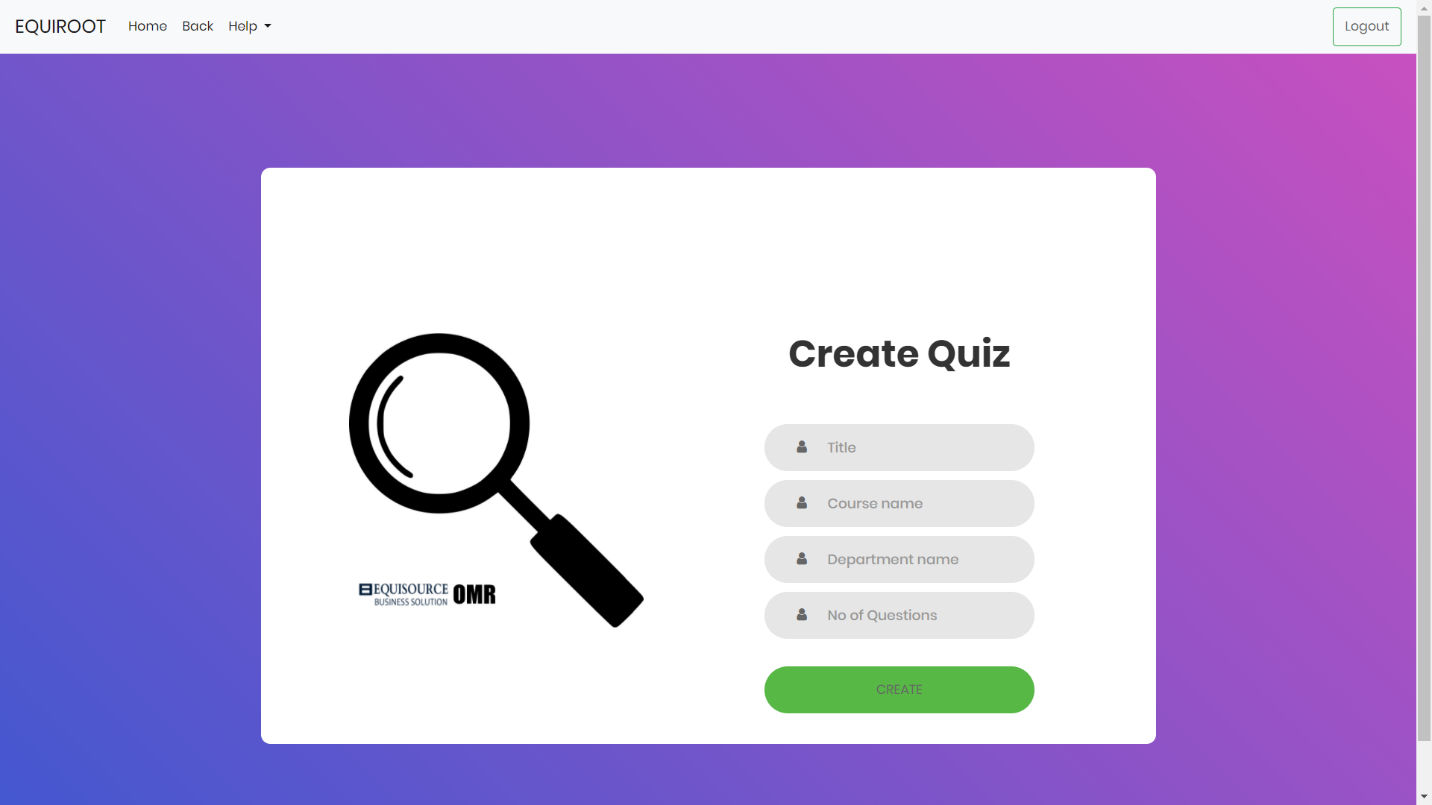 EQUIROOT Home Back Help Logout
Create Quiz
Title
Course name
Department name
No of Questions
CREATE
EQUISOURCE
BUSINESS SOLUTION OMR